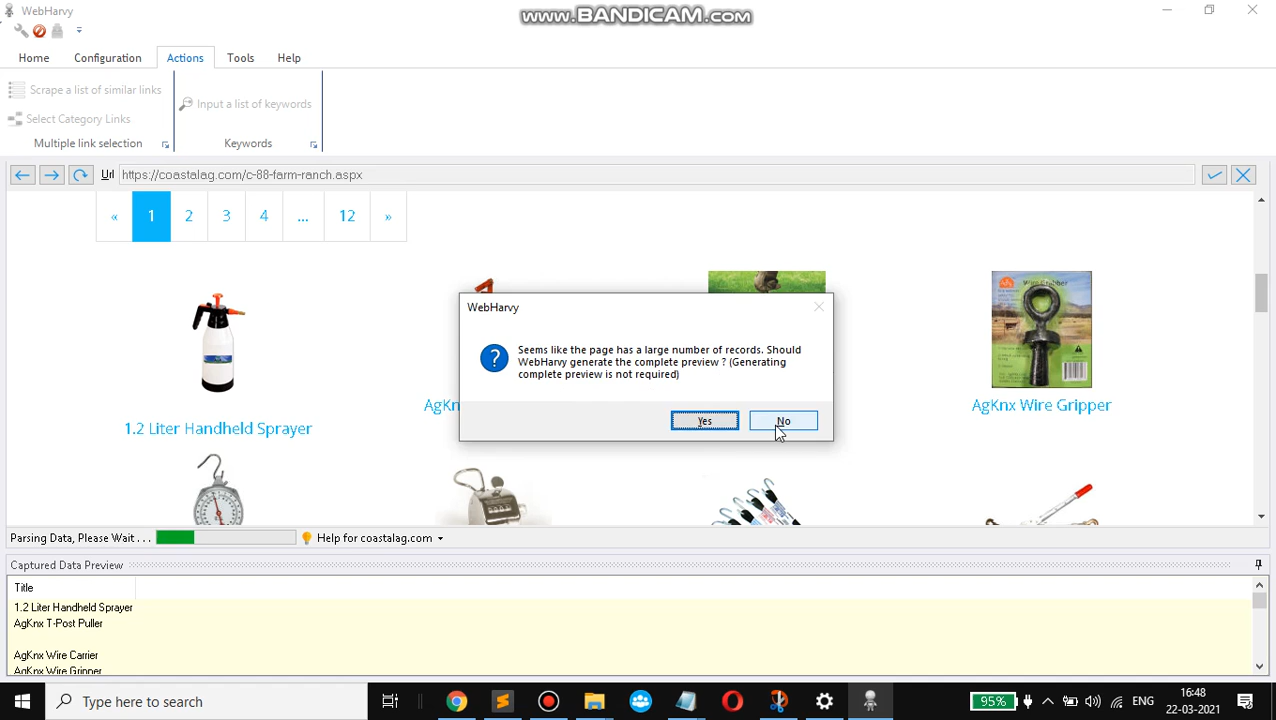 WebHarvy
www.BANDICAM.com
Home Configuration Actions Tools Help
Scrape a list of similar links
Input a list of keywords
Select Category Links
Multiple link selection
Keywords
Url https://coastalag.com/c-88-farm-ranch.aspx
« 1 2 3 4 ... 12 »
WebHarvy
Seems like the page has a large number of records. Should
WebHarvy generate the complete preview ? (Generating
complete preview is not required)
Yes No
Wire Gripper
1.2 Liter Handheld Sprayer
AgKn
AgKnx Wire Gripper
Parsing Data, Please Wait . . .
Help for coastalag.com
Captured Data Preview
Title
1.2 Liter Handheld Sprayer
AgKnx T-Post Puller
AgKnx Wire Carrier
AgKnx Wire Gripper
Type here to search
95%
ENG
16:48
22-03-2021